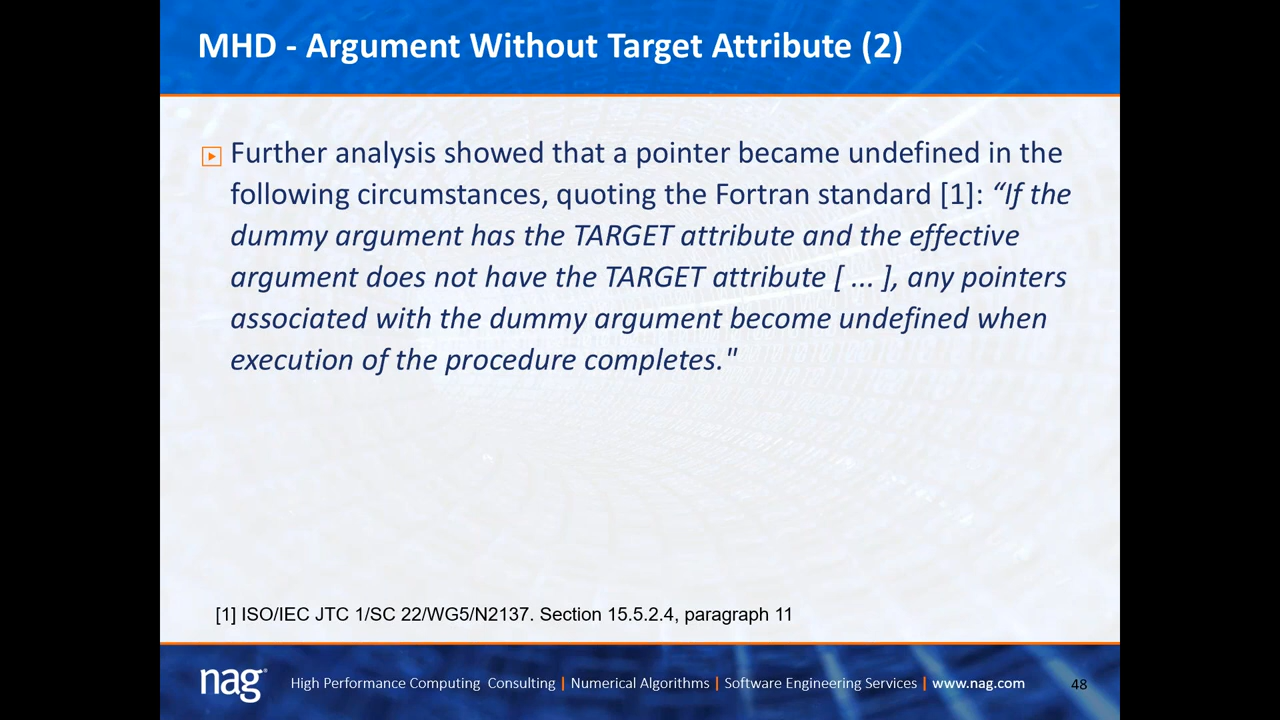 MHD - Argument Without Target Attribute (2)
Further analysis showed that a pointer became undefined in the
following circumstances, quoting the Fortran standard [1]: “If the
dummy argument has the TARGET attribute and the effective
argument does not have the TARGET attribute [ ... ], any pointers
associated with the dummy argument become undefined when
execution of the procedure completes."
[1] ISO/IEC JTC 1/SC 22/WG5/N2137. Section 15.5.2.4, paragraph 11
nag® High Performance Computing Consulting | Numerical Algorithms | Software Engineering Services | www.nag.com 48